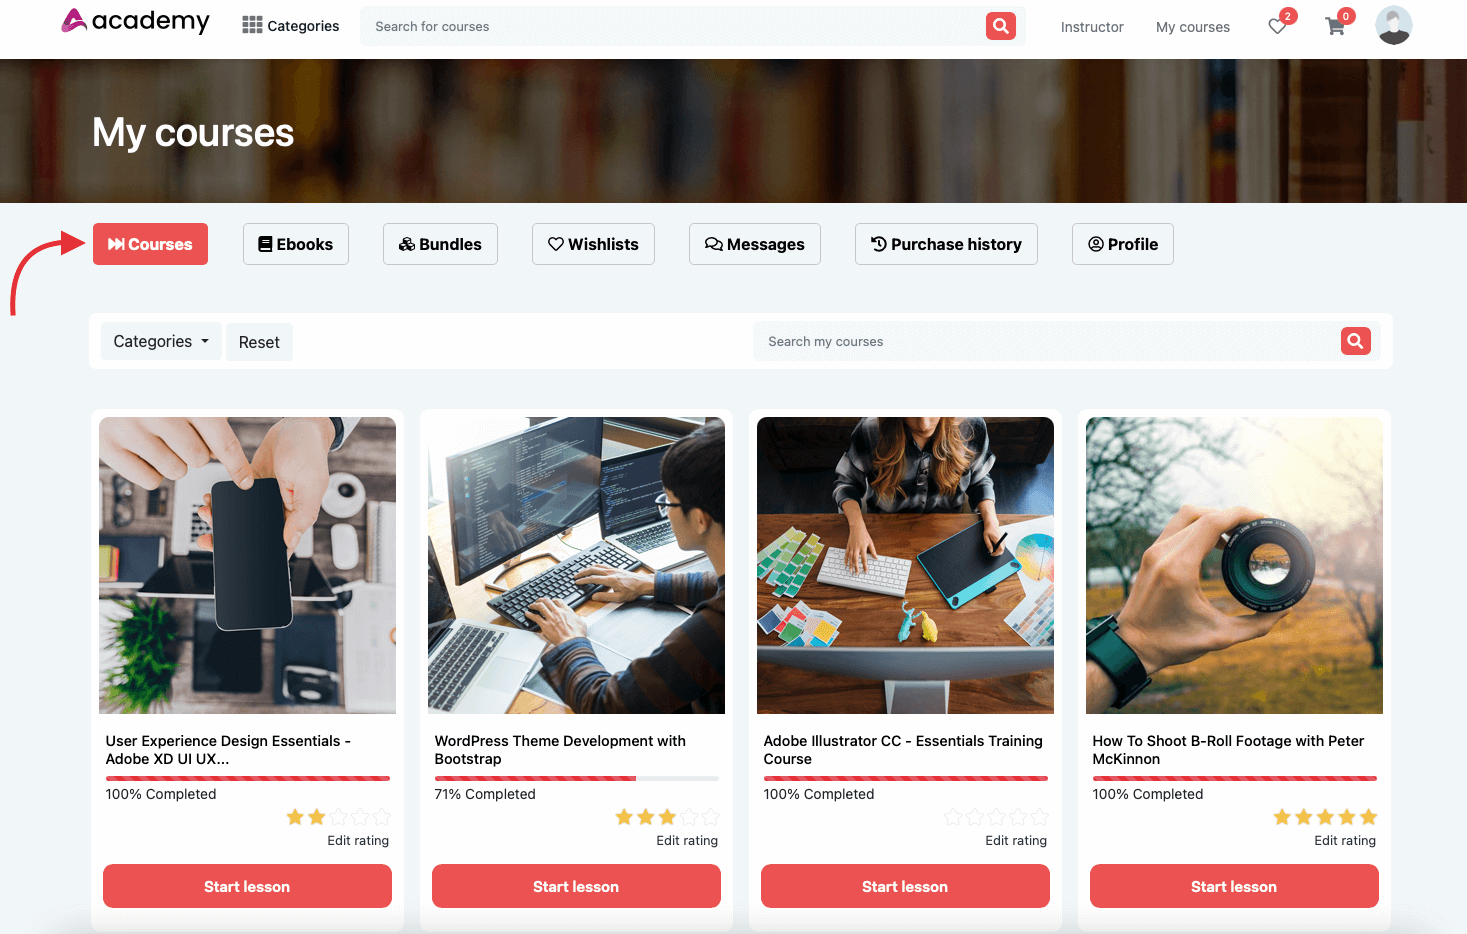 academy
Categories
Search for courses
Instructor
My courses
2
0
My courses
Courses
Ebooks
Bundles
Wishlists
Messages
Purchase history
Profile
Categories
Reset
Search my courses
User Experience Design Essentials -
Adobe XD UI UX...
100% Completed
Edit rating
Start lesson
WordPress Theme Development with
Bootstrap
71% Completed
Edit rating
Start lesson
Adobe Illustrator CC - Essentials Training
Course
100% Completed
Edit rating
Start lesson
How To Shoot B-Roll Footage with Peter
McKinnon
100% Completed
Edit rating
Start lesson